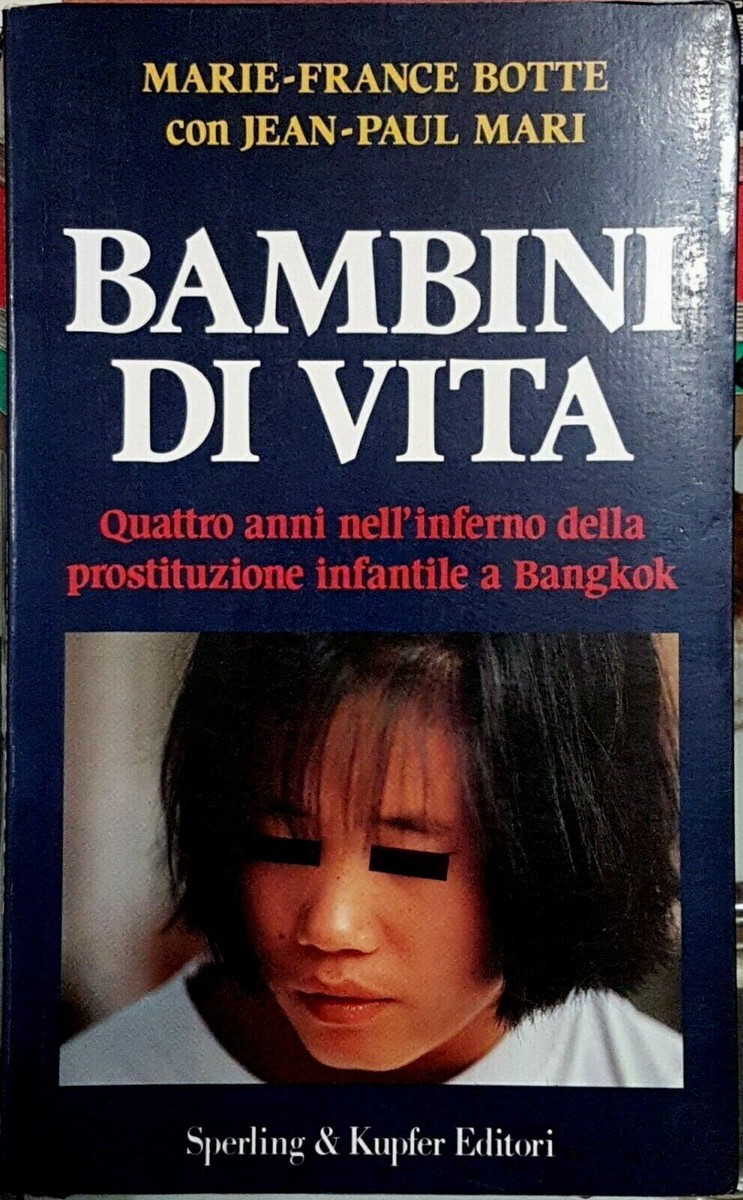 MARIE-FRANCE BOTTE
con JEAN-PAUL MARI
BAMBINI
DI VITA
Quattro anni nell'inferno della
prostituzione infantile a Bangkok
Sperling & Kupfer Editori